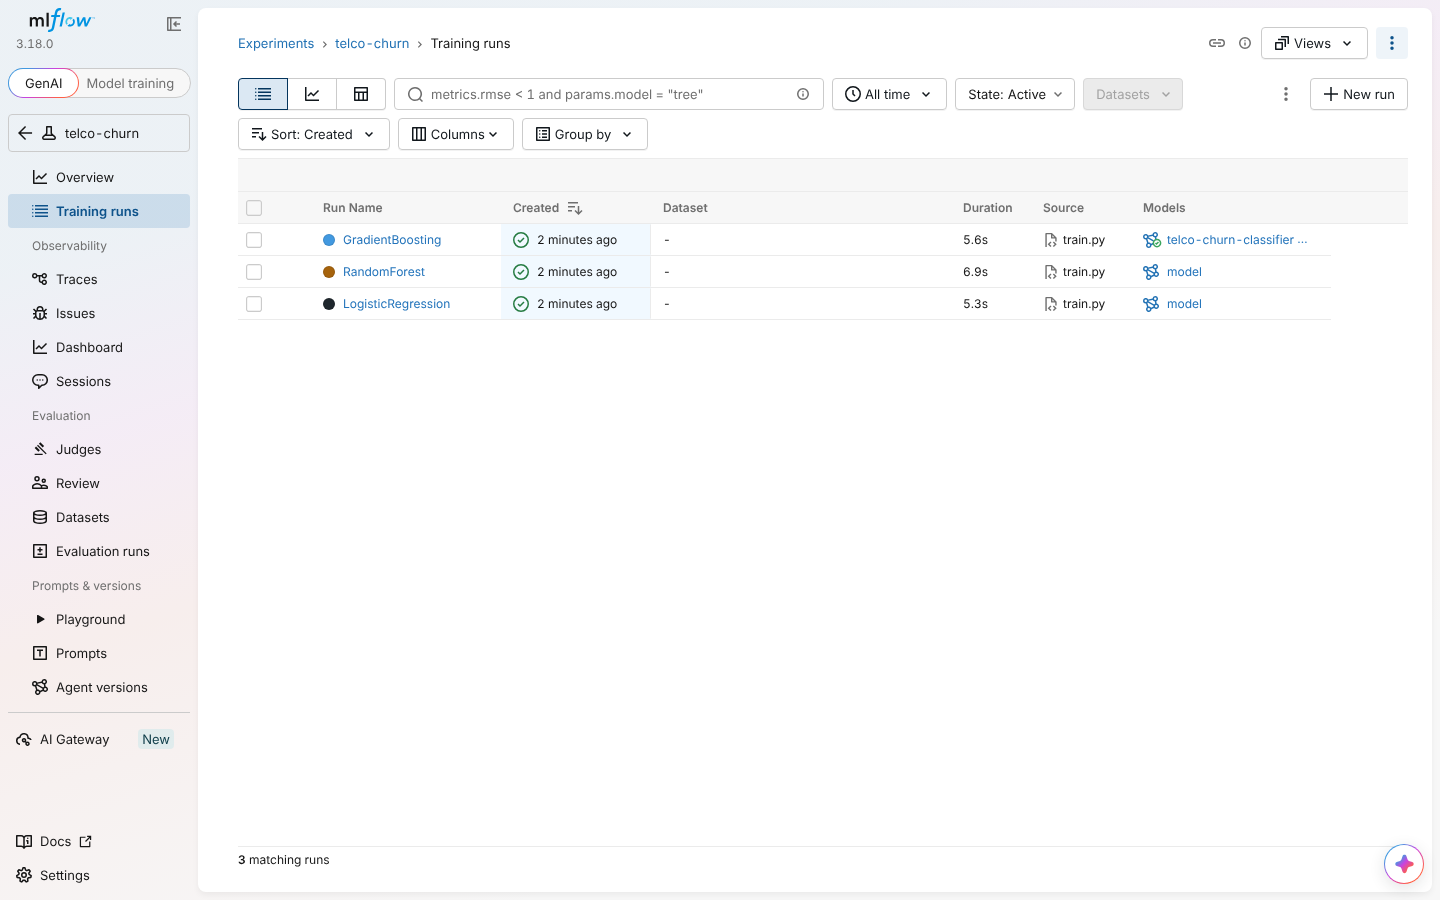 mlflow
3.18.0
GenAI
Model training
telco-churn
Overview
Training runs
Observability
Traces
Issues
Dashboard
Sessions
Evaluation
Judges
Review
Datasets
Evaluation runs
Prompts & versions
Playground
Prompts
Agent versions
AI Gateway New
Docs
Settings
Experiments › telco-churn › Training runs
Views
metrics.rmse < 1 and params.model = "tree"
All time
State: Active
Datasets
New run
Sort: Created
Columns
Group by
Run Name Created Dataset Duration Source Models
GradientBoosting 2 minutes ago - 5.6s train.py telco-churn-classifier ...
RandomForest 2 minutes ago - 6.9s train.py model
LogisticRegression 2 minutes ago - 5.3s train.py model
3 matching runs